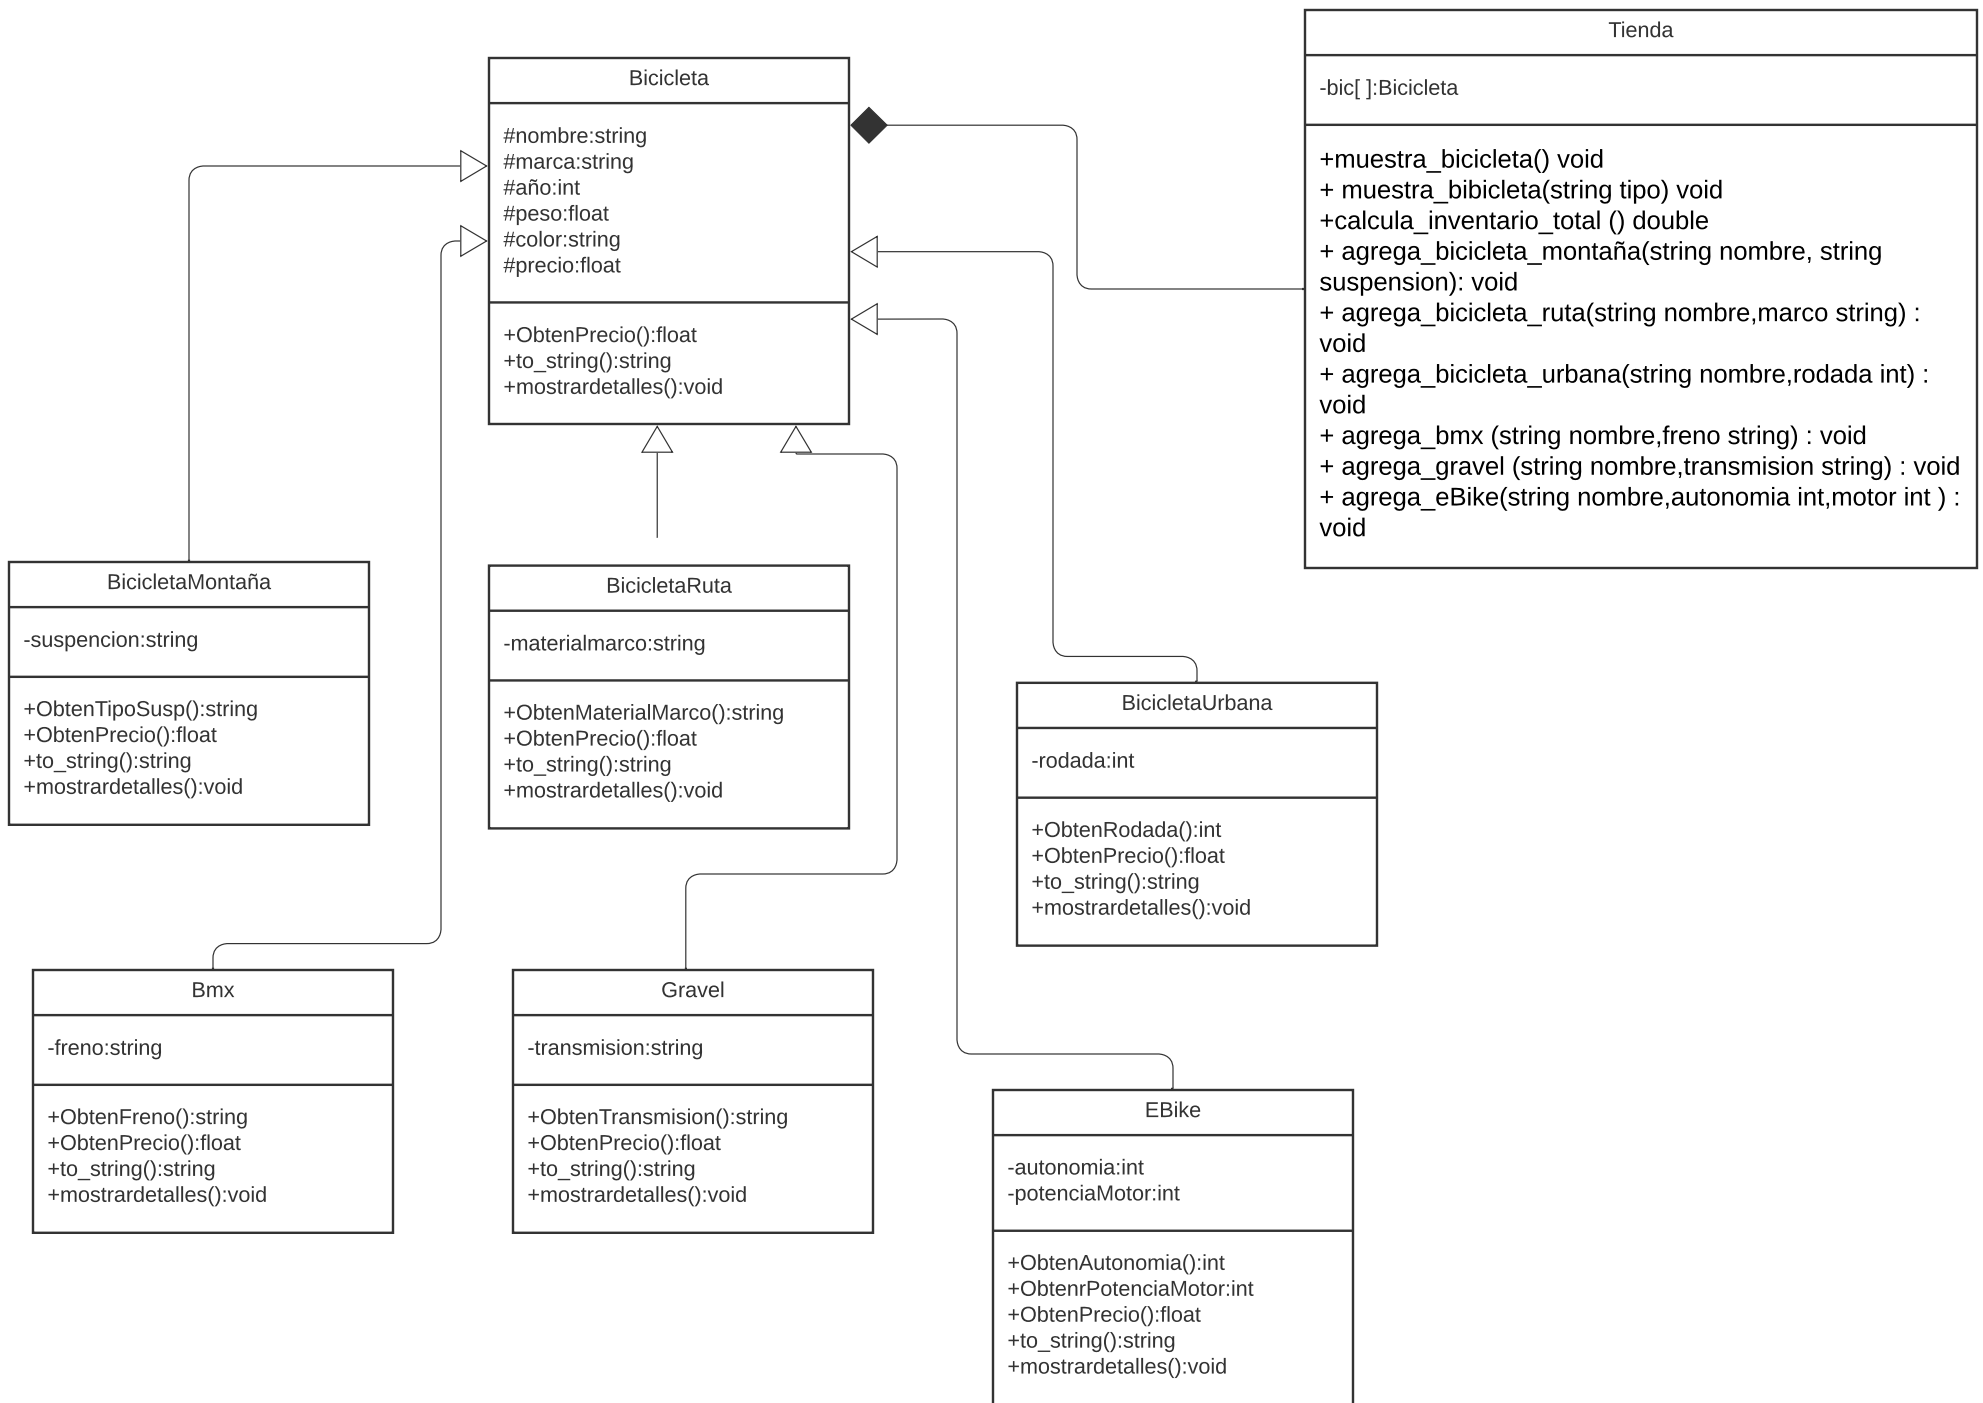 Bicicleta
#nombre:string
#marca:string
#año:int
#peso:float
#color:string
#precio:float
+ObtenPrecio():float
+to_string():string
+mostrardetalles():void
Tienda
-bic[ ]:Bicicleta
+muestra_bicicleta() void
+ muestra_bibicleta(string tipo) void
+calcula_inventario_total () double
+ agrega_bicicleta_montaña(string nombre, string
suspension): void
+ agrega_bicicleta_ruta(string nombre,marco string) :
void
+ agrega_bicicleta_urbana(string nombre,rodada int) :
void
+ agrega_bmx (string nombre,freno string) : void
+ agrega_gravel (string nombre,transmision string) : void
+ agrega_eBike(string nombre,autonomia int,motor int ) :
void
BicicletaMontaña
-suspencion:string
+ObtenTipoSusp():string
+ObtenPrecio():float
+to_string():string
+mostrardetalles():void
BicicletaRuta
-materialmarco:string
+ObtenMaterialMarco():string
+ObtenPrecio():float
+to_string():string
+mostrardetalles():void
BicicletaUrbana
-rodada:int
+ObtenRodada():int
+ObtenPrecio():float
+to_string():string
+mostrardetalles():void
Bmx
-freno:string
+ObtenFreno():string
+ObtenPrecio():float
+to_string():string
+mostrardetalles():void
Gravel
-transmision:string
+ObtenTransmision():string
+ObtenPrecio():float
+to_string():string
+mostrardetalles():void
EBike
-autonomia:int
-potenciaMotor:int
+ObtenAutonomia():int
+ObtenrPotenciaMotor:int
+ObtenPrecio():float
+to_string():string
+mostrardetalles():void